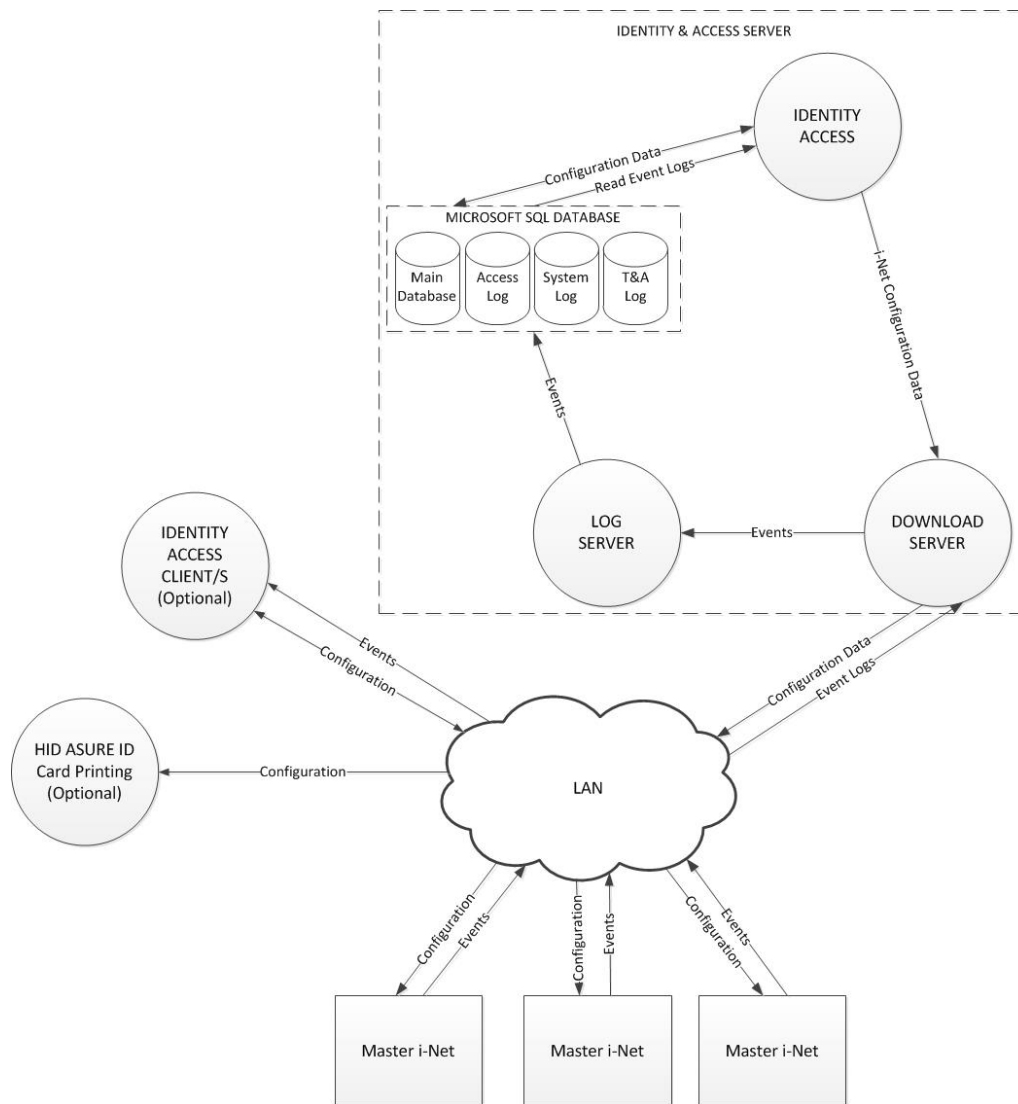 IDENTITY & ACCESS SERVER
IDENTITY
ACCESS
Configuration Data
Read Event Logs
MICROSOFT SQL DATABASE
Main
Database
Access
Log
System
Log
T&A
Log
i-Net Configuration Data
Events
LOG
SERVER
Events
DOWNLOAD
SERVER
IDENTITY
ACCESS
CLIENT/S
(Optional)
Events
Configuration
Configuration Data
Event Logs
HID ASURE ID
Card Printing
(Optional)
Configuration
LAN
Configuration
Events
Configuration
Events
Configuration
Events
Master i-Net
Master i-Net
Master i-Net